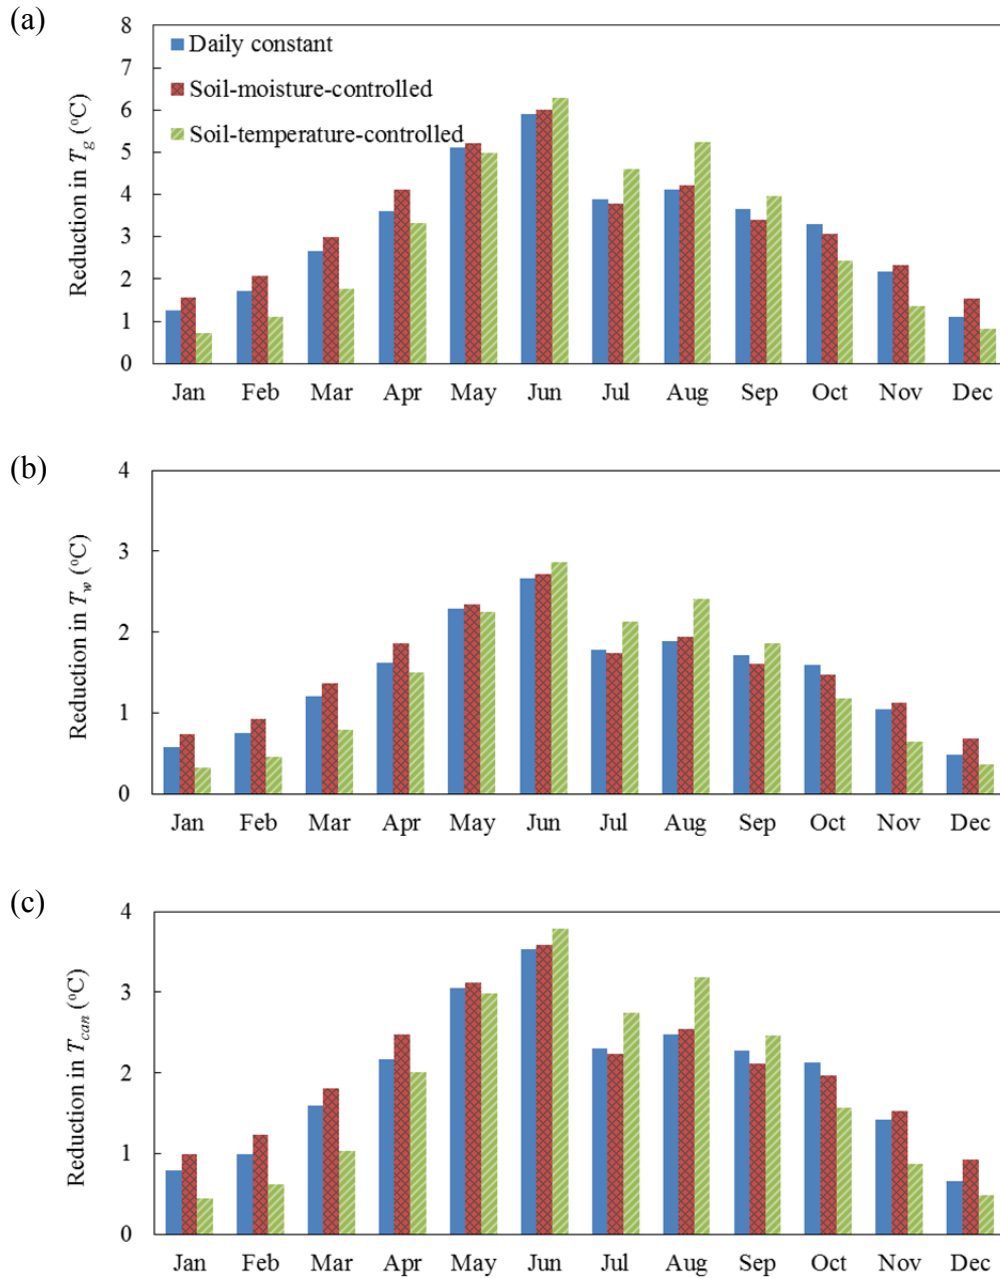 (a)
Reduction in Tg (°C)
8
7
6
5
4
3
2
1
0
Daily constant
Soil-moisture-controlled
Soil-temperature-controlled
Jan Feb Mar Apr May Jun Jul Aug Sep Oct Nov Dec
(b)
Reduction in Tw (°C)
4
3
2
1
0
Jan Feb Mar Apr May Jun Jul Aug Sep Oct Nov Dec
(c)
Reduction in Tcan (°C)
4
3
2
1
0
Jan Feb Mar Apr May Jun Jul Aug Sep Oct Nov Dec